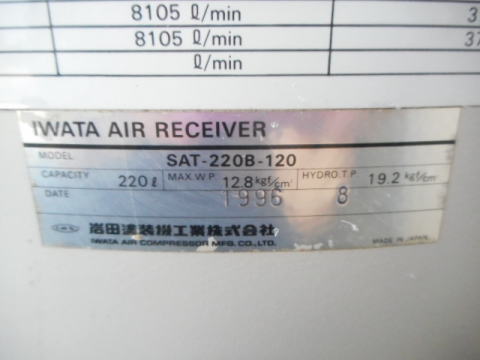 8105 ℓ/min 3
8105 ℓ/min 37
ℓ/min
IWATA AIR RECEIVER
MODEL SAT-220B-120
CAPACITY 220ℓ MAX.W.P 12.8kgf/cm² HYDRO.T.P 19.2kgf/cm²
DATE 1996 8
岩田塗装機工業株式会社
IWATA AIR COMPRESSOR MFG. CO., LTD.
MADE IN JAPAN